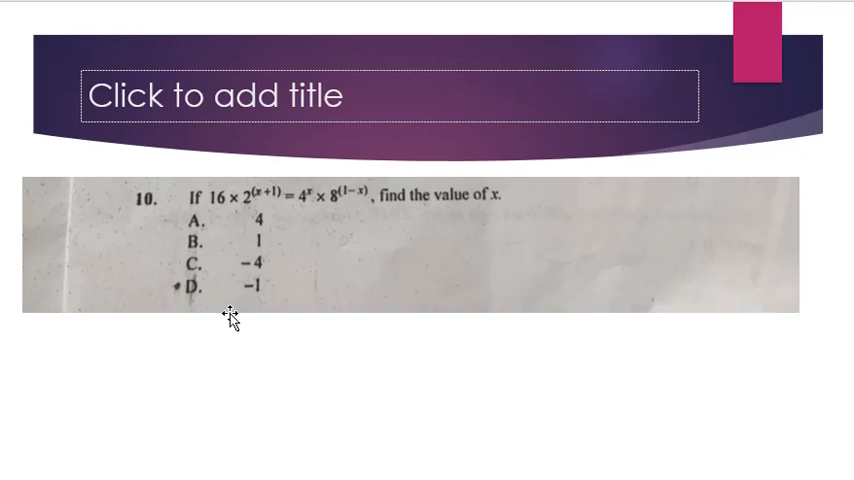 Click to add title
10. If 16 × 2^(x+1) = 4^x × 8^(1−x), find the value of x.
A. 4
B. 1
C. −4
D. −1